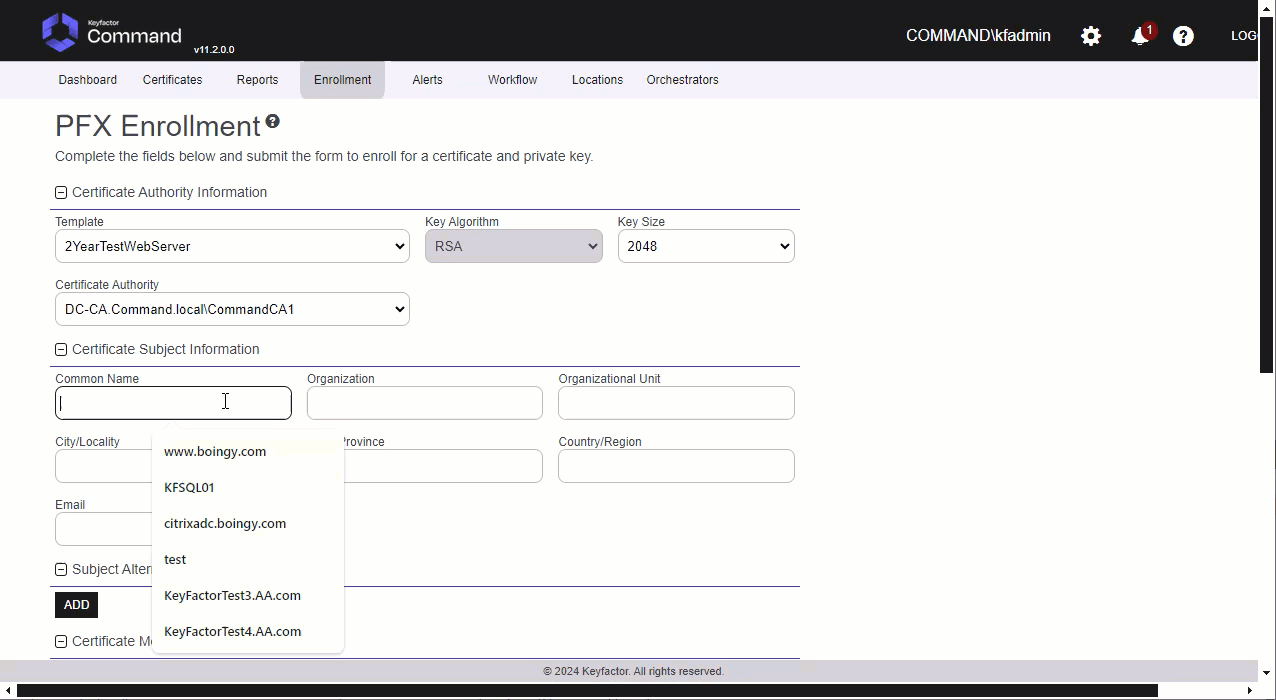 Keyfactor
Command
v11.2.0.0
COMMAND\kfadmin
1
?
LOG
Dashboard Certificates Reports Enrollment Alerts Workflow Locations Orchestrators
PFX Enrollment ?
Complete the fields below and submit the form to enroll for a certificate and private key.
Certificate Authority Information
Template Key Algorithm Key Size
2YearTestWebServer RSA 2048
Certificate Authority
DC-CA.Command.local\CommandCA1
Certificate Subject Information
Common Name Organization Organizational Unit
City/Locality rovince Country/Region
www.boingy.com
KFSQL01
Email
citrixadc.boingy.com
test
Subject Alter
KeyFactorTest3.AA.com
ADD
KeyFactorTest4.AA.com
Certificate M
© 2024 Keyfactor. All rights reserved.